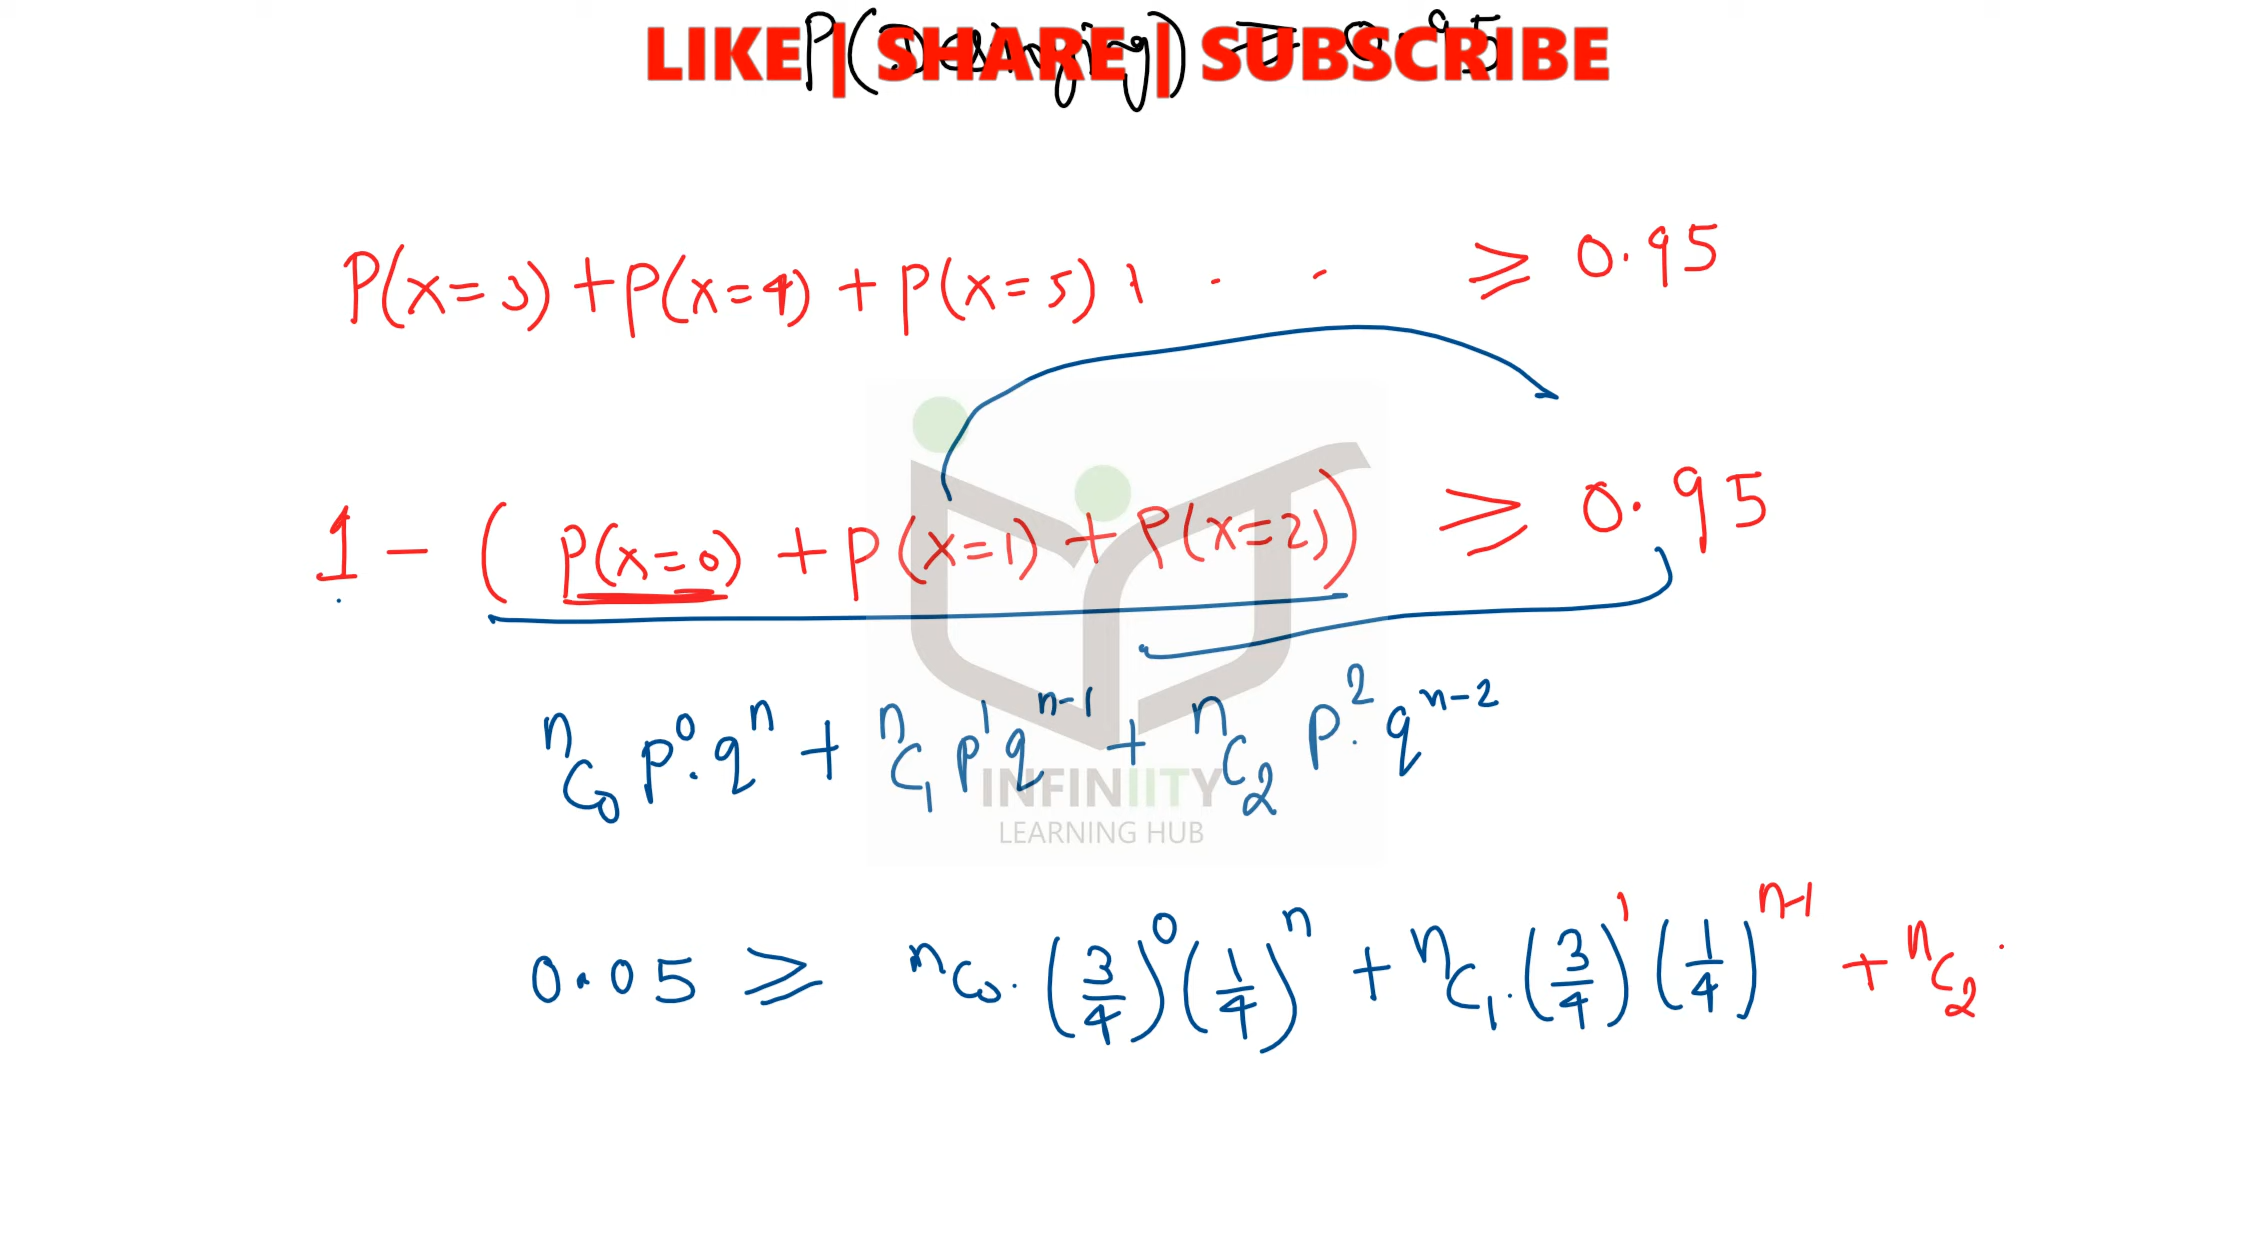 LIKE | SHARE | SUBSCRIBE
P(x=3) + P(x=4) + P(x=5) + . . ≥ 0.95
1 - ( P(x=0) + P(x=1) + P(x=2) ) ≥ 0.95
ⁿC₀ p⁰.qⁿ + ⁿC₁ p¹ qⁿ⁻¹ + ⁿC₂ p².qⁿ⁻²
INFINIITY
LEARNING HUB
0.05 ≥ ⁿC₀.(3/4)⁰(1/4)ⁿ + ⁿC₁.(3/4)¹(1/4)ⁿ⁻¹ + ⁿC₂.